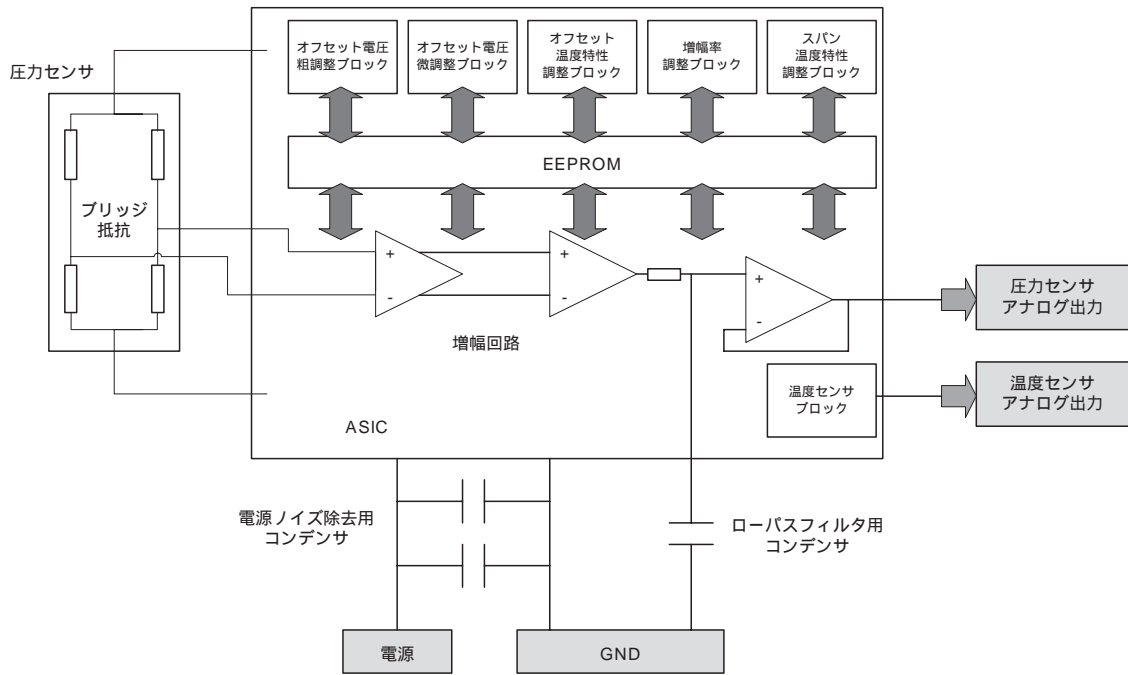 オフセット電圧
粗調整ブロック
オフセット電圧
微調整ブロック
オフセット
温度特性
調整ブロック
増幅率
調整ブロック
スパン
温度特性
調整ブロック
圧力センサ
EEPROM
ブリッジ
抵抗
+
-
+
-
+
-
増幅回路
圧力センサ
アナログ出力
温度センサ
ブロック
温度センサ
アナログ出力
ASIC
電源ノイズ除去用
コンデンサ
ローパスフィルタ用
コンデンサ
電源
GND